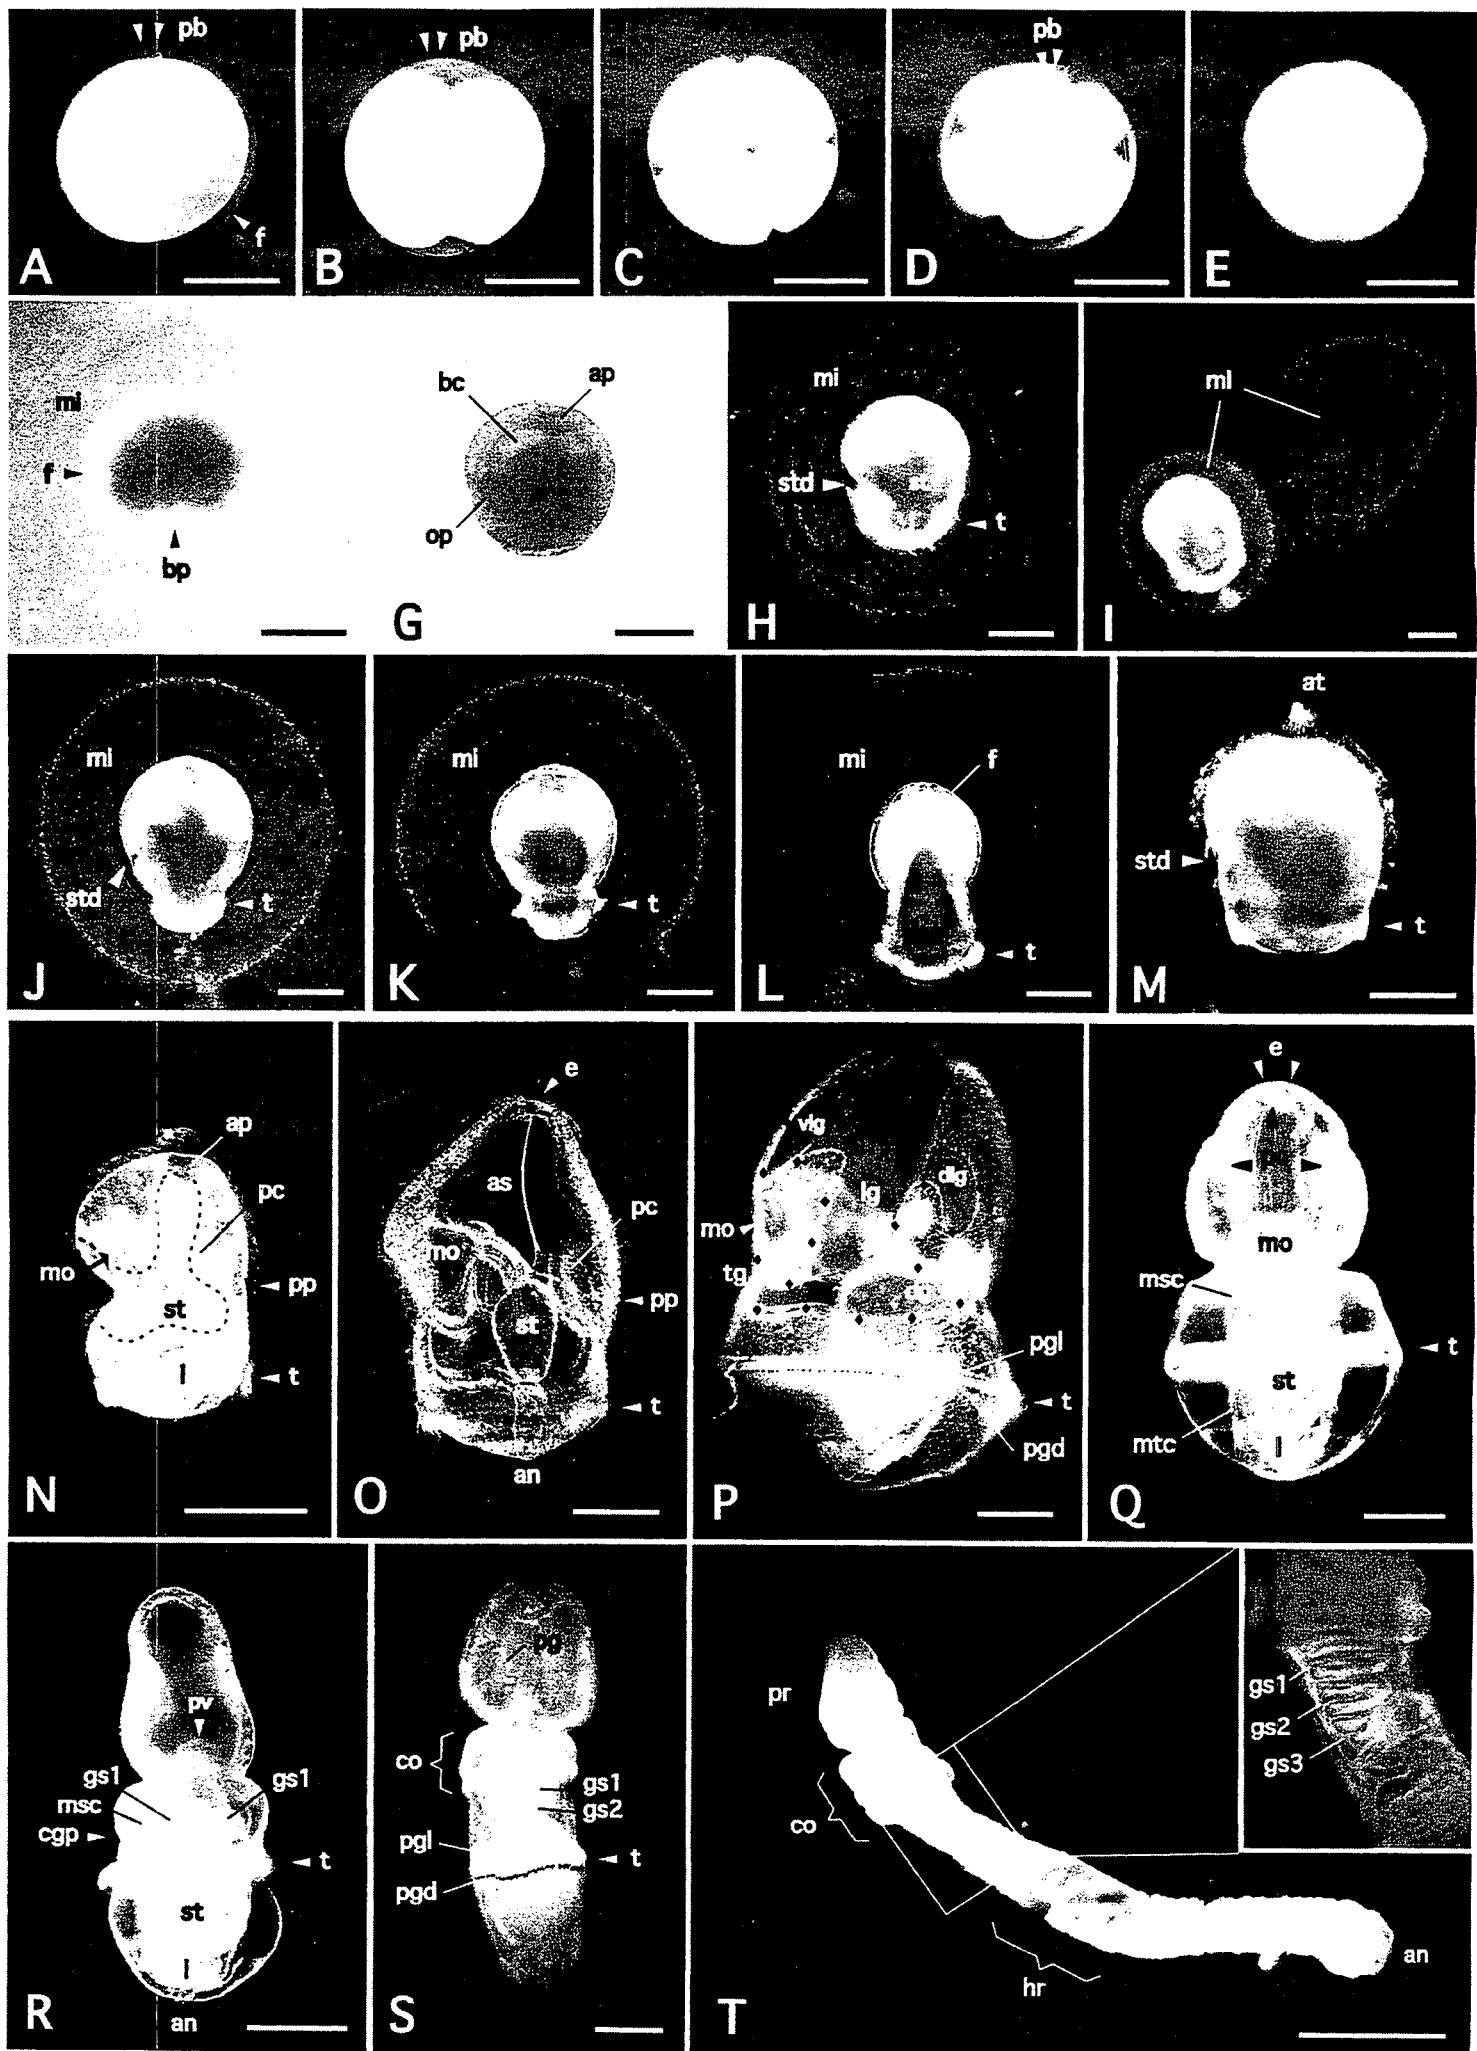 pb
f
A
pb
B
C
pb
D
E
mi
f
bp
bc
ap
op
G
mi
std
st
t
H
mi
I
mi
std
t
J
mi
t
K
mi
f
t
L
at
std
t
M
ap
pc
mo
pp
st
l
t
N
e
as
pc
mo
pp
st
t
an
O
vlg
dlg
lg
mo
tg
pgl
t
pgd
P
e
mo
msc
t
st
mtc
l
Q
pv
gs1
gs1
msc
cgp
t
st
l
an
R
pg
co
gs1
gs2
pgl
t
pgd
S
pr
co
hr
an
gs1
gs2
gs3
T